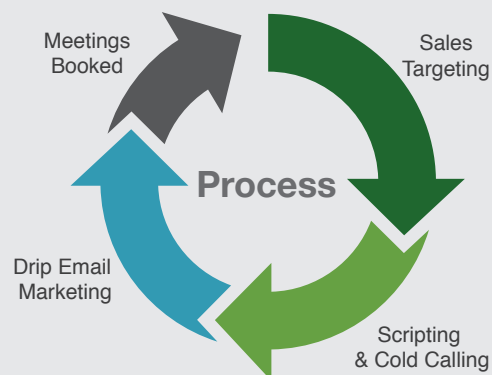 Meetings
Booked
Sales
Targeting
Process
Drip Email
Marketing
Scripting
& Cold Calling